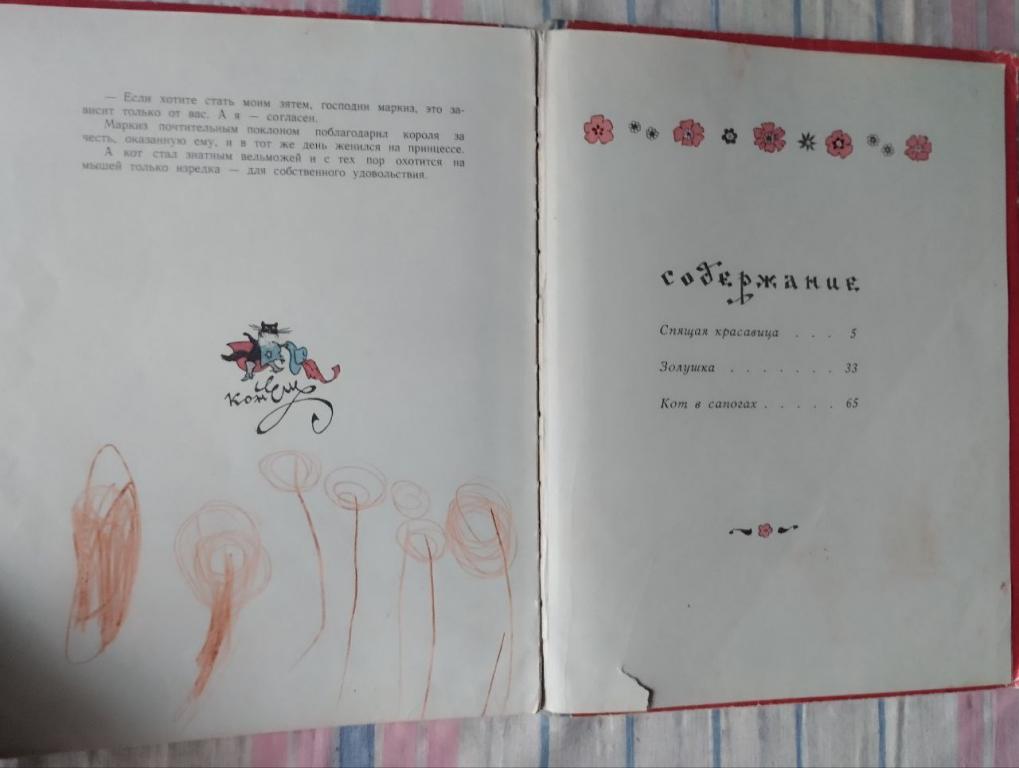 — Если хотите стать моим зятем, господин маркиз, это за-
висит только от вас. А я — согласен.
Маркиз почтительным поклоном поблагодарил короля за
честь, оказанную ему, и в тот же день женился на принцессе.
А кот стал знатным вельможей и с тех пор охотится на
мышей только изредка — для собственного удовольствия.
Конец
содержание
Спящая красавица . . . 5
Золушка . . . . . . . 33
Кот в сапогах . . . . . 65